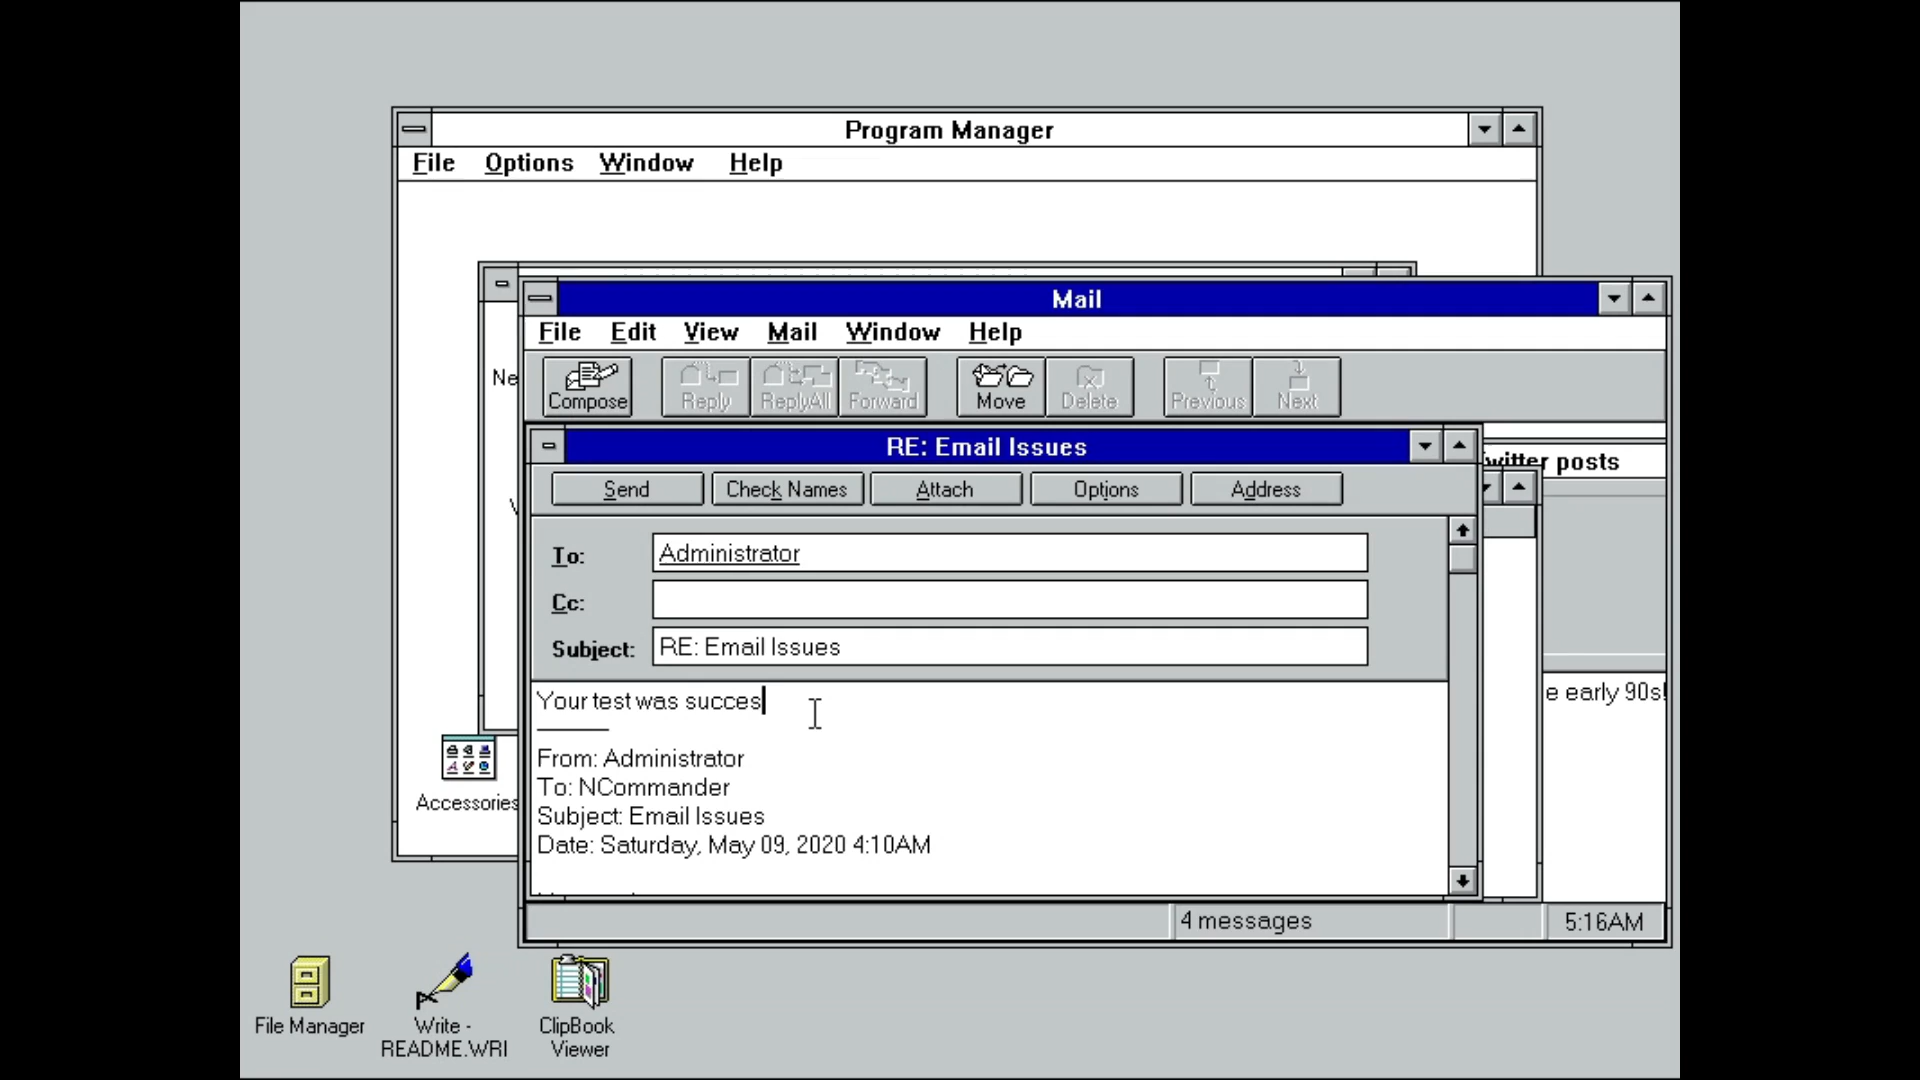 Program Manager
File Options Window Help
Mail
File Edit View Mail Window Help
Compose Reply ReplyAll Forward Move Delete Previous Next
RE: Email Issues
Twitter posts
Send Check Names Attach Options Address
To: Administrator
Cc:
Subject: RE: Email Issues
Your test was succes
From: Administrator
To: NCommander
Subject: Email Issues
Date: Saturday, May 09, 2020 4:10AM
e early 90s!
Ne
Accessories
4 messages
5:16AM
File Manager
Write -
README.WRI
ClipBook
Viewer